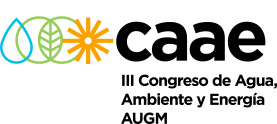 caae
III Congreso de Agua,
Ambiente y Energía
AUGM